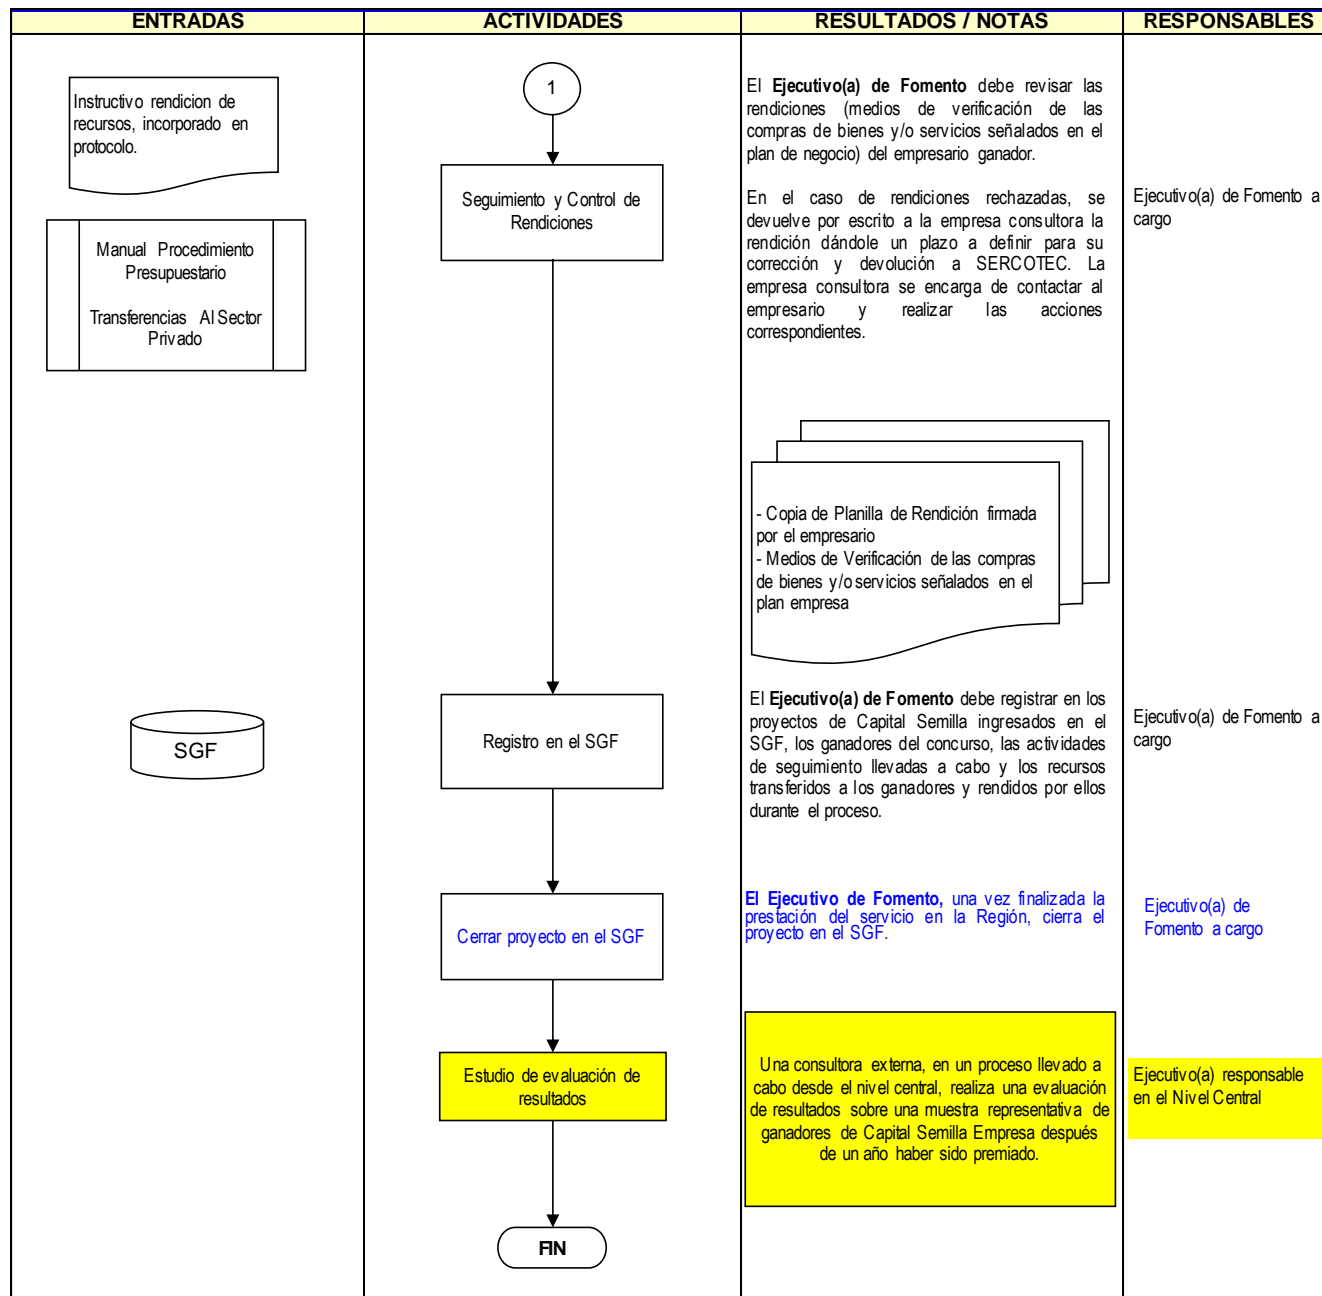 ENTRADAS
ACTIVIDADES
RESULTADOS / NOTAS
RESPONSABLES
Instructivo rendicion de
recursos, incorporado en
protocolo.
Manual Procedimiento
Presupuestario
Transferencias Al Sector
Privado
1
Seguimiento y Control de
Rendiciones
El Ejecutivo(a) de Fomento debe revisar las
rendiciones (medios de verificación de las
compras de bienes y/o servicios señalados en el
plan de negocio) del empresario ganador.
En el caso de rendiciones rechazadas, se
devuelve por escrito a la empresa consultora la
rendición dándole un plazo a definir para su
corrección y devolución a SERCOTEC. La
empresa consultora se encarga de contactar al
empresario y realizar las acciones
correspondientes.
Ejecutivo(a) de Fomento a
cargo
- Copia de Planilla de Rendición firmada
por el empresario
- Medios de Verificación de las compras
de bienes y/o servicios señalados en el
plan empresa
SGF
Registro en el SGF
El Ejecutivo(a) de Fomento debe registrar en los
proyectos de Capital Semilla ingresados en el
SGF, los ganadores del concurso, las actividades
de seguimiento llevadas a cabo y los recursos
transferidos a los ganadores y rendidos por ellos
durante el proceso.
Ejecutivo(a) de Fomento a
cargo
Cerrar proyecto en el SGF
El Ejecutivo de Fomento, una vez finalizada la
prestación del servicio en la Región, cierra el
proyecto en el SGF.
Ejecutivo(a) de
Fomento a cargo
Estudio de evaluación de
resultados
Una consultora externa, en un proceso llevado a
cabo desde el nivel central, realiza una evaluación
de resultados sobre una muestra representativa de
ganadores de Capital Semilla Empresa después
de un año haber sido premiado.
Ejecutivo(a) responsable
en el Nivel Central
FIN